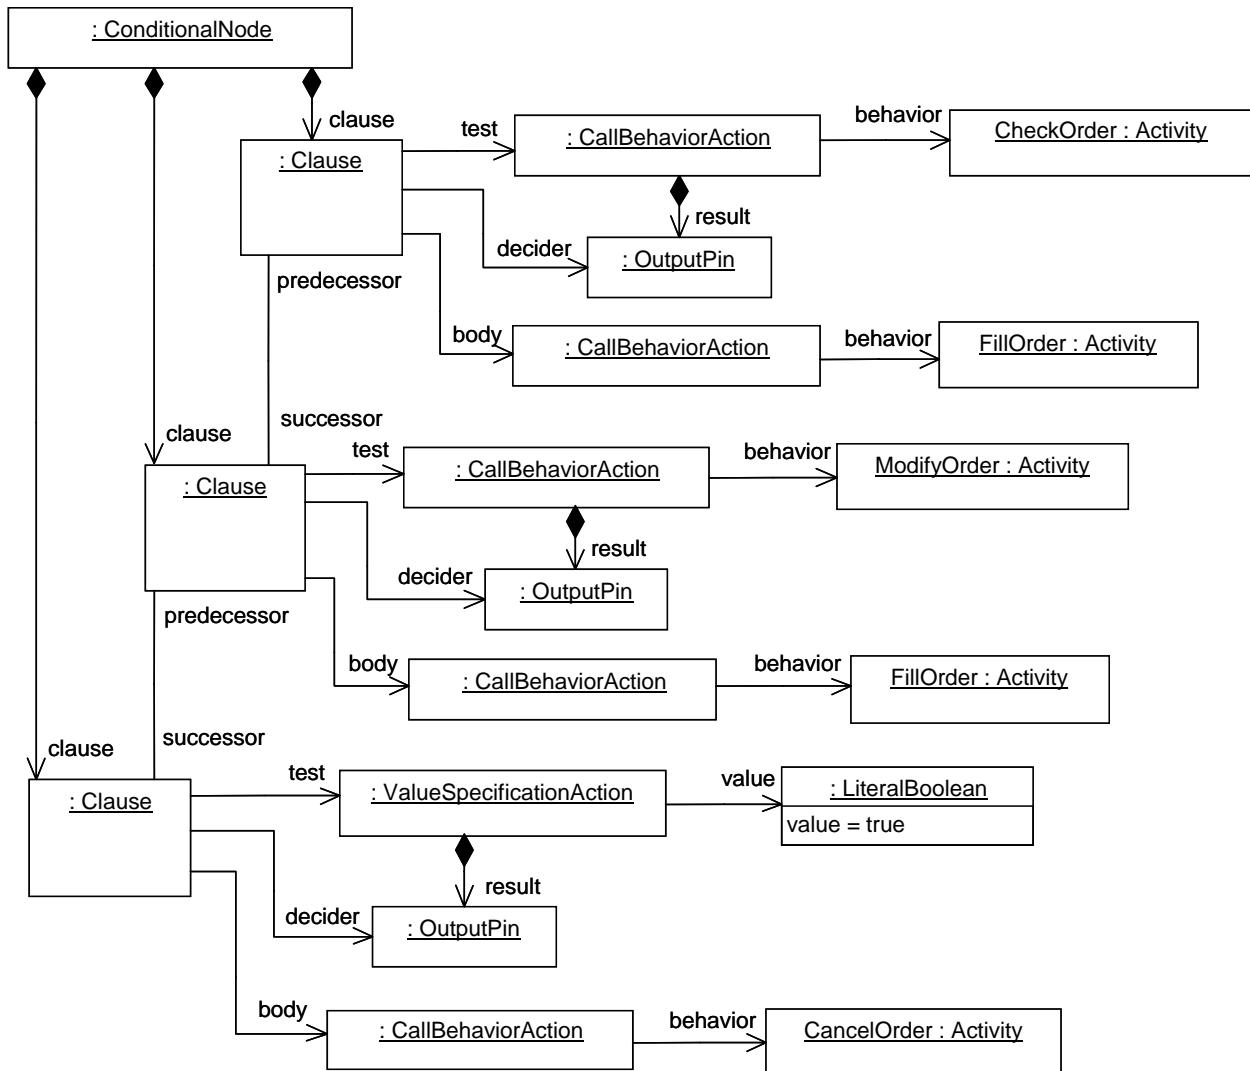 : ConditionalNode
clause
: Clause
test
: CallBehaviorAction
behavior
CheckOrder : Activity
result
decider
: OutputPin
predecessor
body
: CallBehaviorAction
behavior
FillOrder : Activity
successor
clause
: Clause
test
: CallBehaviorAction
behavior
ModifyOrder : Activity
result
decider
: OutputPin
predecessor
body
: CallBehaviorAction
behavior
FillOrder : Activity
successor
clause
: Clause
test
: ValueSpecificationAction
value
: LiteralBoolean
value = true
result
decider
: OutputPin
body
: CallBehaviorAction
behavior
CancelOrder : Activity